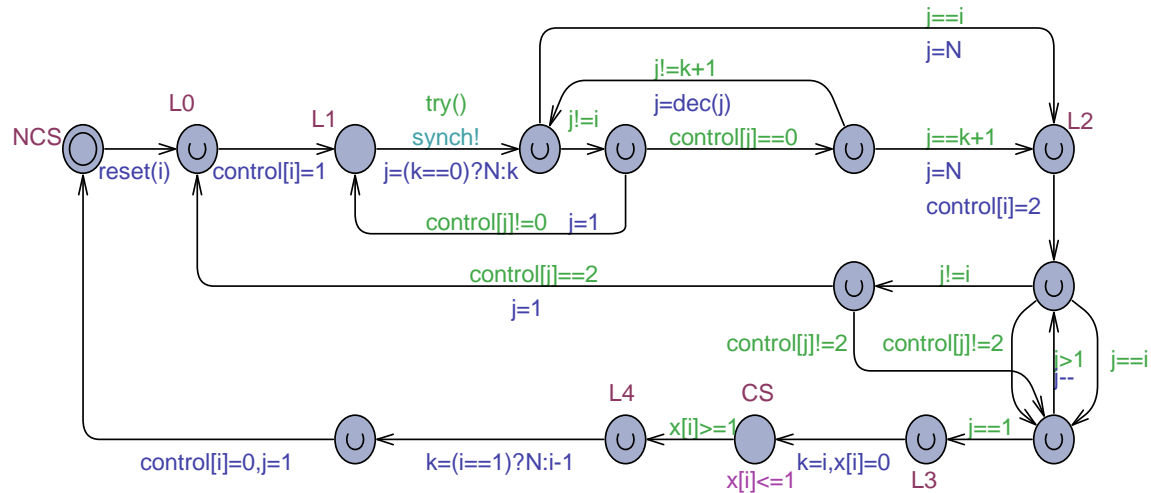 j==i
j=N
j!=k+1
j=dec(j)
L0
try()
L1
synch!
j!=i
control[j]==0
j==k+1
L2
NCS
reset(i)
control[i]=1
j=(k==0)?N:k
j=N
control[j]!=0
j=1
control[i]=2
control[j]==2
j!=i
j=1
control[j]!=2
control[j]!=2
j>1
j==i
j--
L4
CS
x[i]>=1
j==1
control[i]=0,j=1
k=(i==1)?N:i-1
k=i,x[i]=0
x[i]<=1
L3